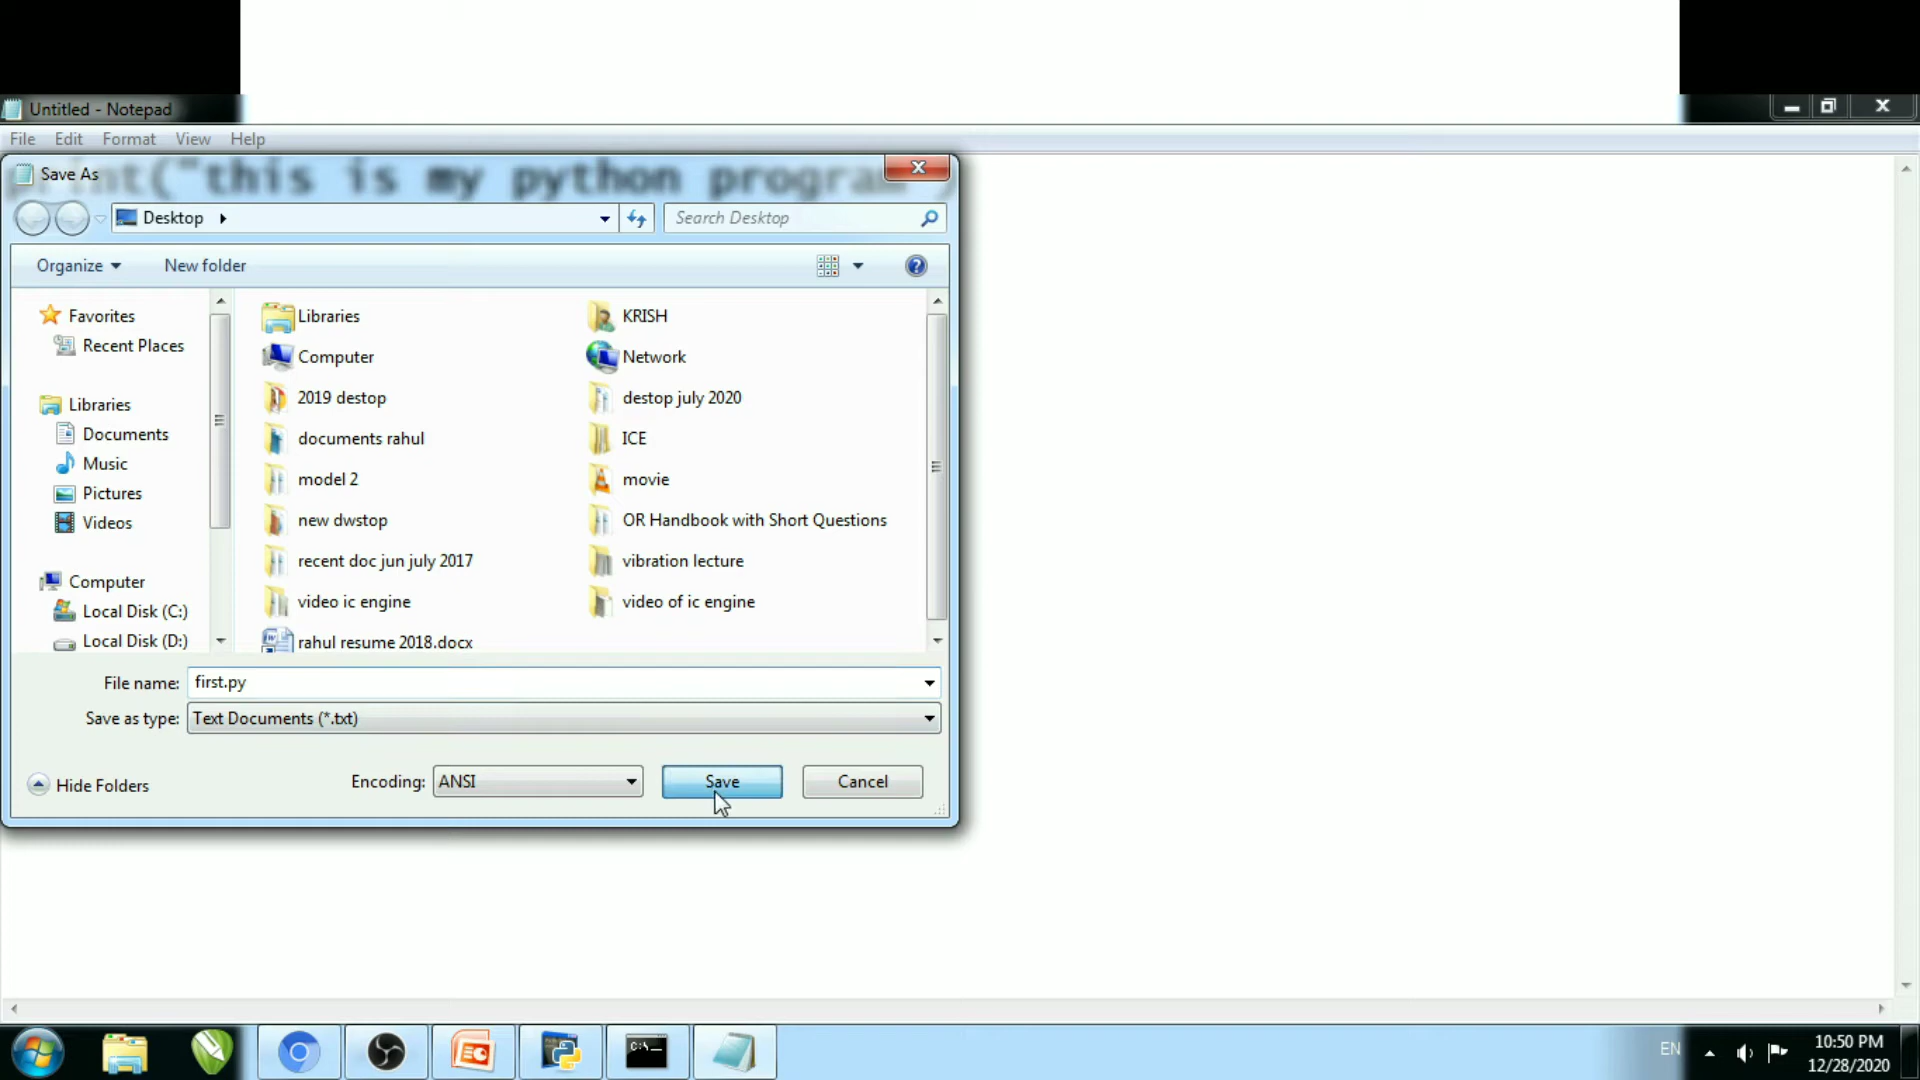 Untitled - Notepad
File Edit Format View Help
print("this is my python program")
Save As
Desktop
Search Desktop
Organize New folder
Favorites
Recent Places
Libraries
Documents
Music
Pictures
Videos
Computer
Local Disk (C:)
Local Disk (D:)
Libraries KRISH
Computer Network
2019 destop destop july 2020
documents rahul ICE
model 2 movie
new dwstop OR Handbook with Short Questions
recent doc jun july 2017 vibration lecture
video ic engine video of ic engine
rahul resume 2018.docx
File name: first.py
Save as type: Text Documents (*.txt)
Hide Folders Encoding: ANSI Save Cancel
C:\_
EN 10:50 PM
12/28/2020